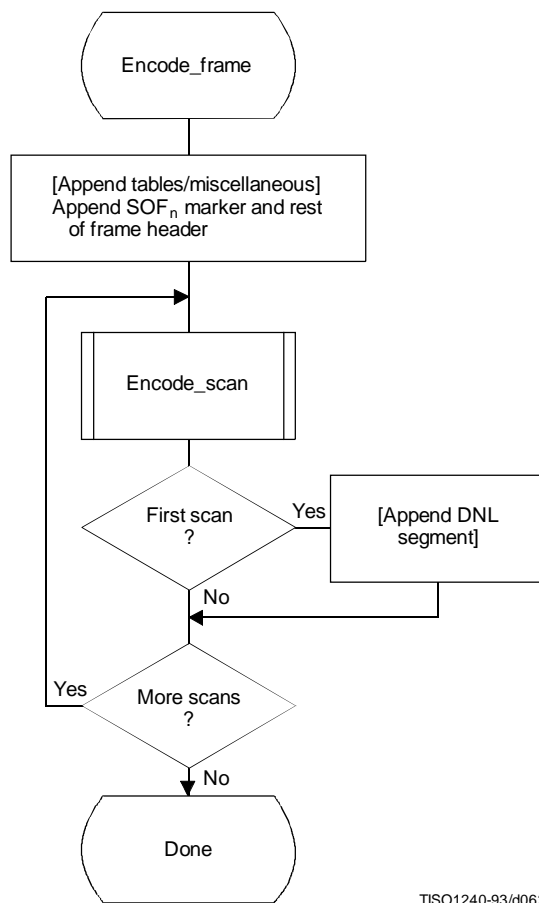 Encode_frame
[Append tables/miscellaneous]
Append SOFn marker and rest
of frame header
Encode_scan
First scan
?
Yes
[Append DNL
segment]
No
More scans
?
Yes
No
Done